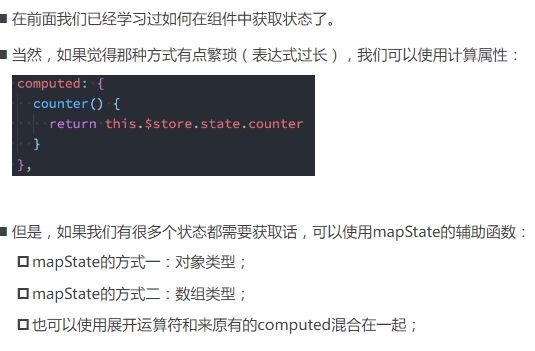 ■ 在前面我们已经学习过如何在组件中获取状态了。
■ 当然，如果觉得那种方式有点繁琐（表达式过长），我们可以使用计算属性：
computed: {
  counter() {
    return this.$store.state.counter
  }
},
■ 但是，如果我们有很多个状态都需要获取话，可以使用mapState的辅助函数：
口 mapState的方式一：对象类型；
口 mapState的方式二：数组类型；
口 也可以使用展开运算符和来原有的computed混合在一起；